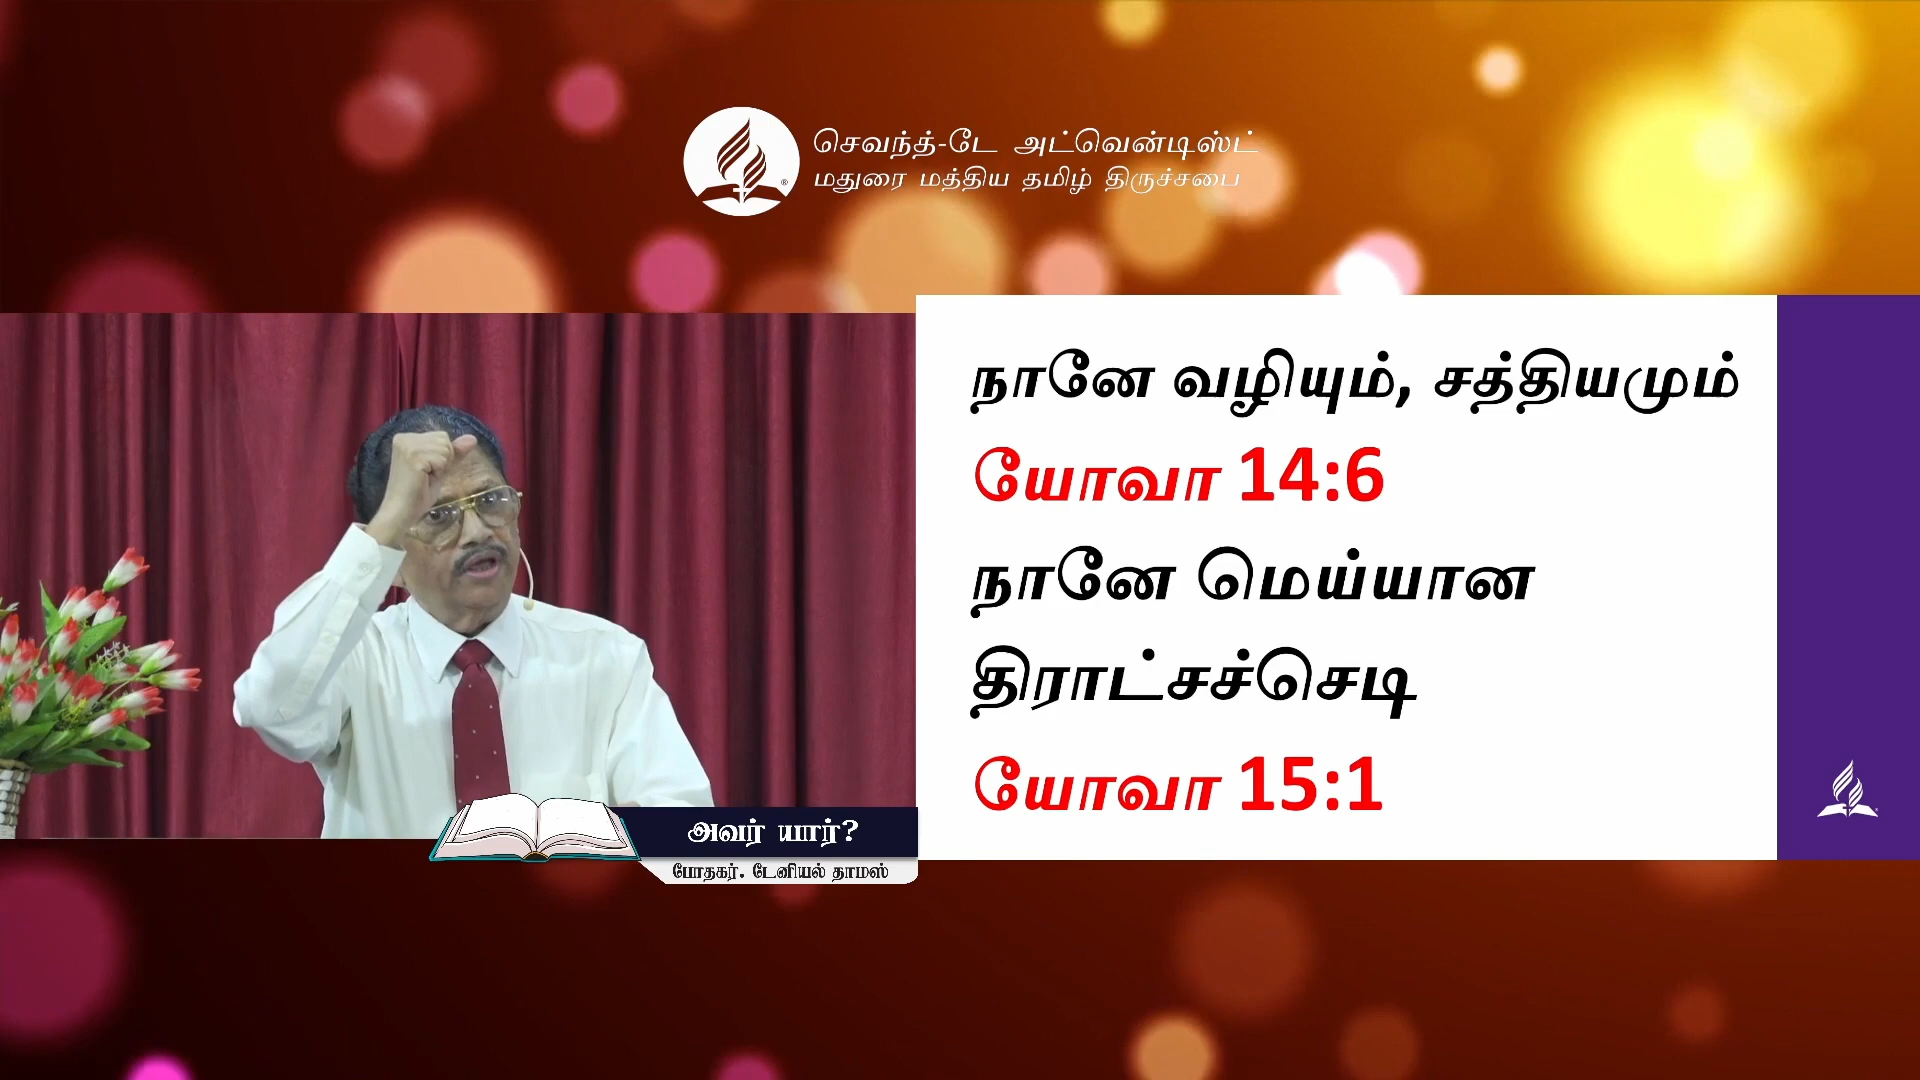 செவந்த்-டே அட்வென்டிஸ்ட்
மதுரை மத்திய தமிழ் திருச்சபை
நானே வழியும், சத்தியமும்
யோவா 14:6
நானே மெய்யான
திராட்சச்செடி
யோவா 15:1
அவர் யார்?
போதகர். டேனியல் தாமஸ்